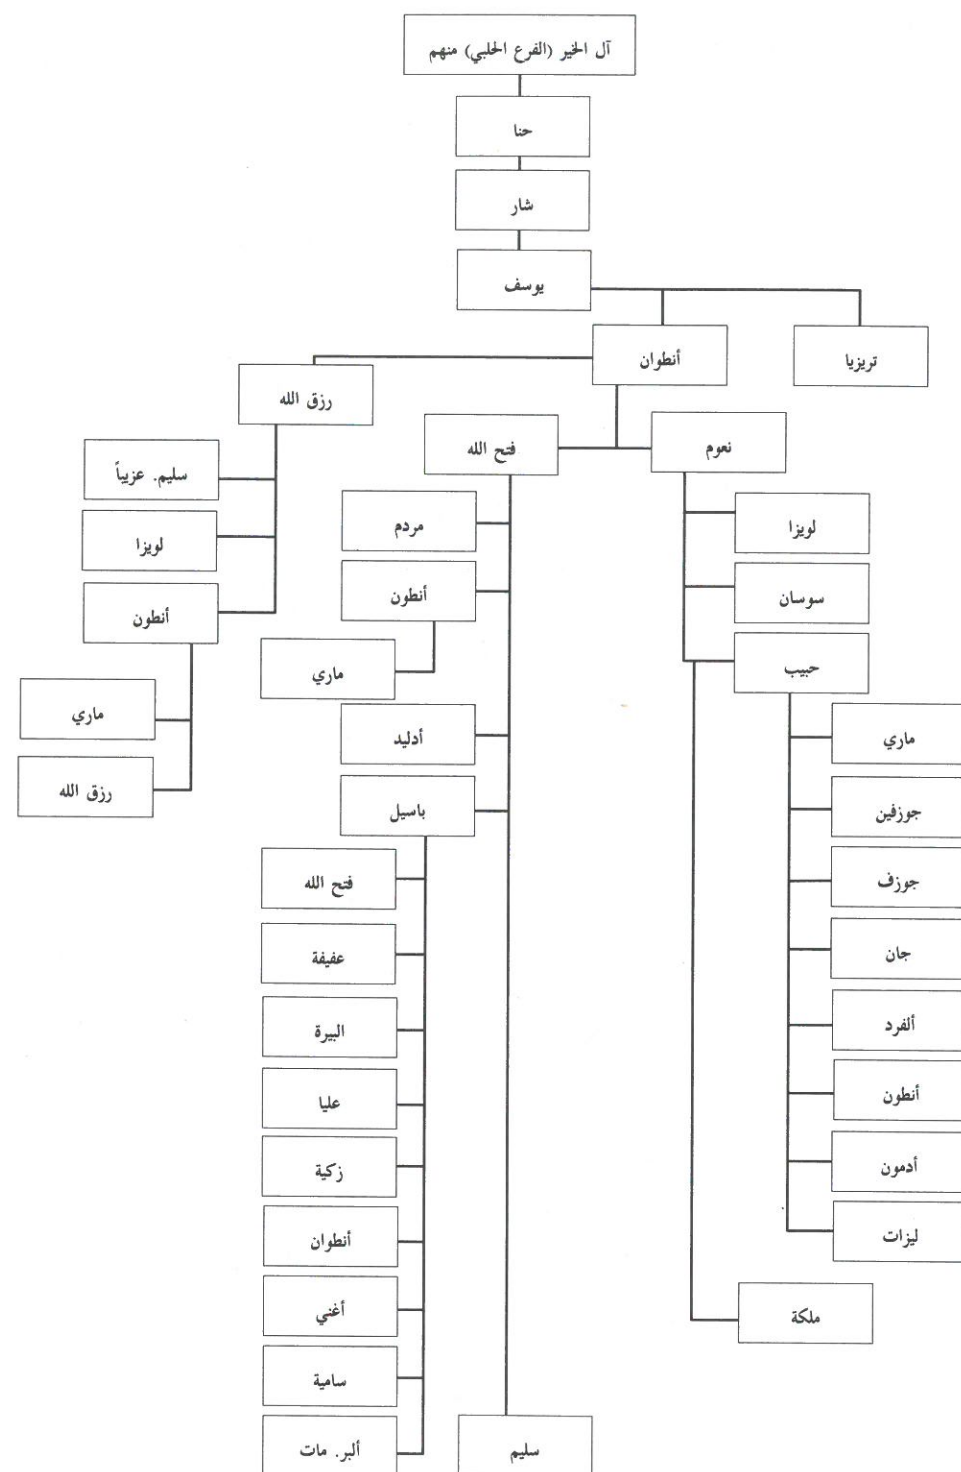 آل الخير (الفرع الحلبي) منهم
حنا
شار
يوسف
تريزيا
أنطوان
رزق الله
نعوم
فتح الله
سليم. عزيباً
لويزا
أنطون
ماري
رزق الله
مردم
أنطون
ماري
أدليد
باسيل
فتح الله
عفيفة
البيرة
عليا
زكية
أنطوان
أغني
سامية
ألبر. مات
سليم
لويزا
سوسان
حبيب
ماري
جوزفين
جوزف
جان
ألفرد
أنطون
أدمون
ليزات
ملكة